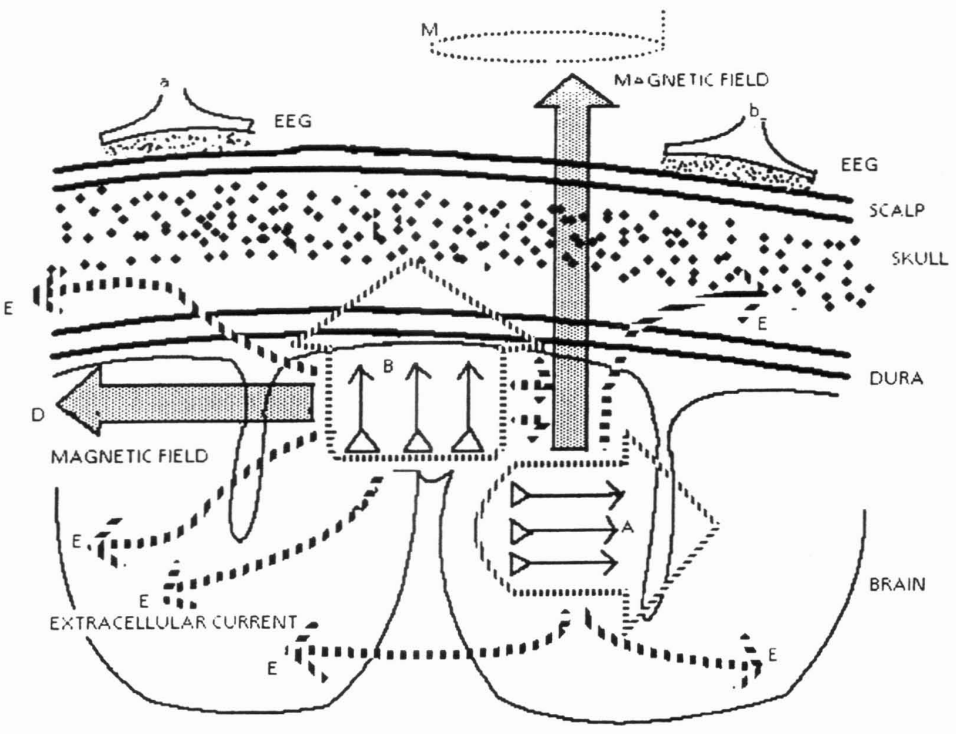 M
MAGNETIC FIELD
a
EEG
b
EEG
SCALP
SKULL
E
E
B
DURA
D
MAGNETIC FIELD
A
E
E
BRAIN
EXTRACELLULAR CURRENT
E
E